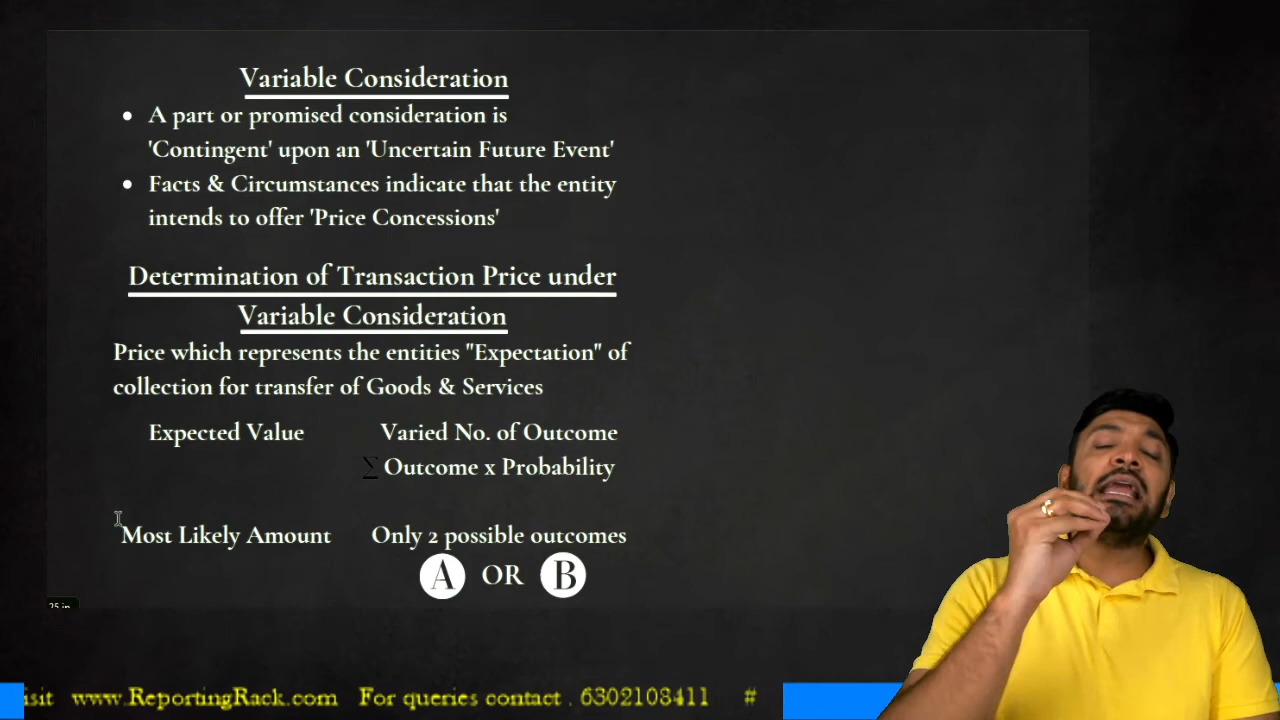 Variable Consideration
• A part or promised consideration is
'Contingent' upon an 'Uncertain Future Event'
• Facts & Circumstances indicate that the entity
intends to offer 'Price Concessions'
Determination of Transaction Price under
Variable Consideration
Price which represents the entities "Expectation" of
collection for transfer of Goods & Services
Expected Value Varied No. of Outcome
∑ Outcome x Probability
Most Likely Amount Only 2 possible outcomes
A OR B
www.ReportingRack.com For queries contact . 6302108411 #